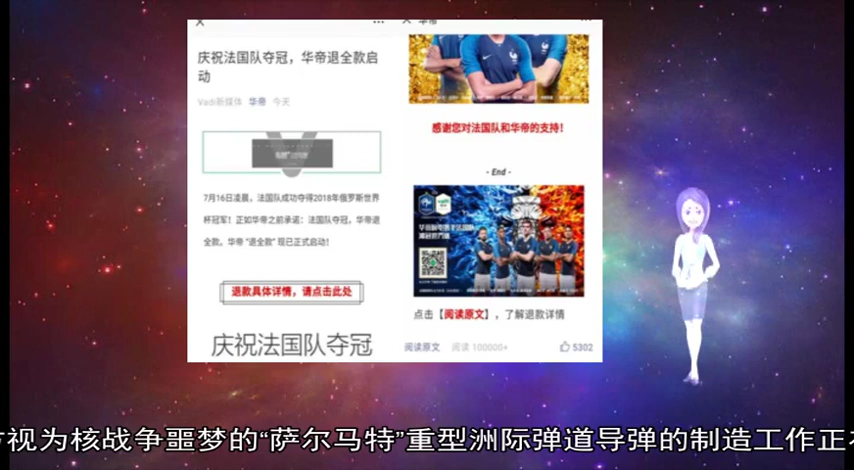 华帝
庆祝法国队夺冠，华帝退全款启
动
Vadi新媒体 华帝 今天
7月16日凌晨，法国队成功夺得2018年俄罗斯世界
杯冠军！正如华帝之前承诺：法国队夺冠，华帝退
全款。华帝“退全款”现已正式启动！
退款具体详情，请点击此处
庆祝法国队夺冠
感谢您对法国队和华帝的支持！
- End -
点击【阅读原文】，了解退款详情
阅读原文 阅读 100000+ 5302
视为核战争噩梦的“萨尔马特”重型洲际弹道导弹的制造工作正在